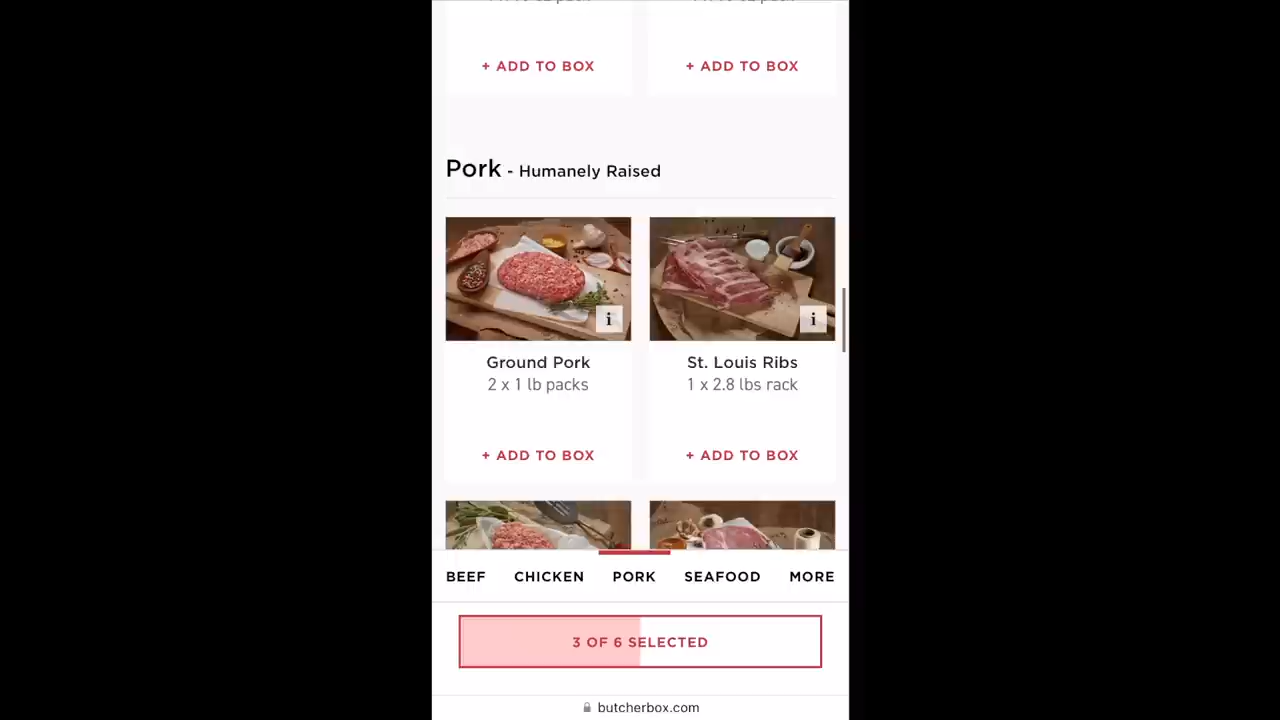 + ADD TO BOX
+ ADD TO BOX
Pork - Humanely Raised
i
i
Ground Pork
2 x 1 lb packs
St. Louis Ribs
1 x 2.8 lbs rack
+ ADD TO BOX
+ ADD TO BOX
BEEF CHICKEN PORK SEAFOOD MORE
3 OF 6 SELECTED
butcherbox.com